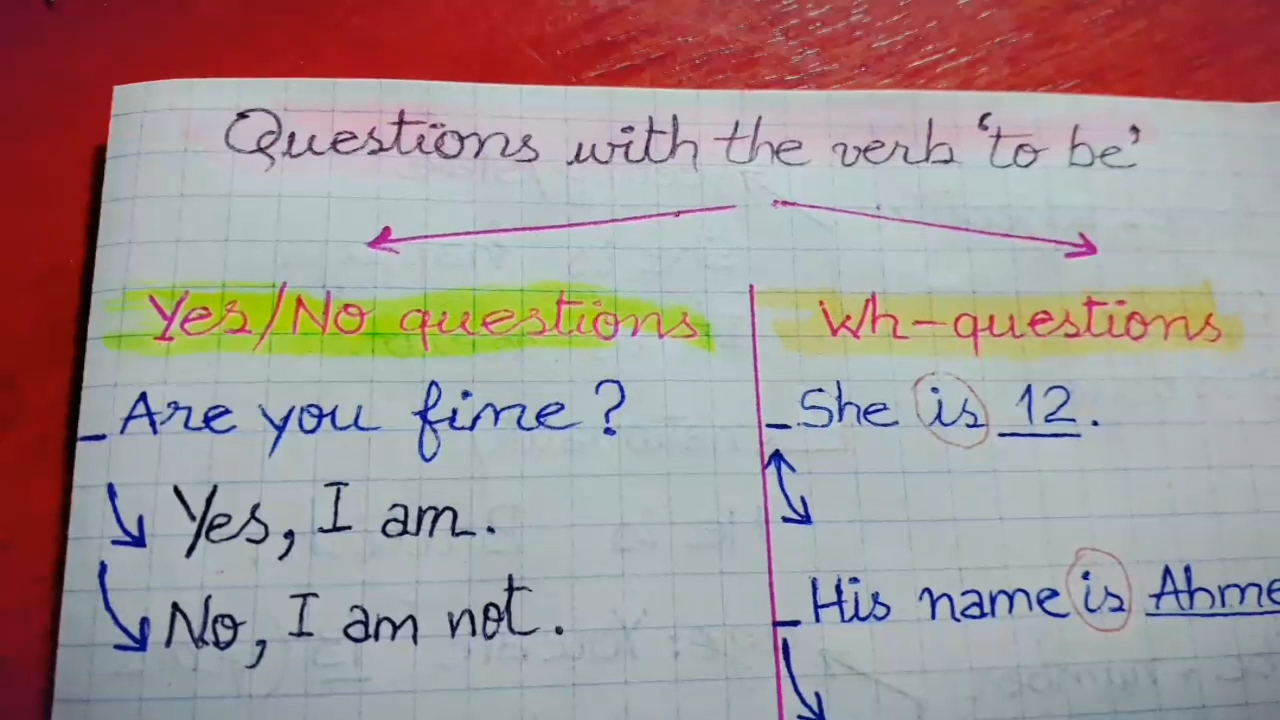 Questions with the verb 'to be'
Yes/No questions
_Are you fine?
Yes, I am.
No, I am not.
Wh-questions
_She is 12.
_His name is Ahme